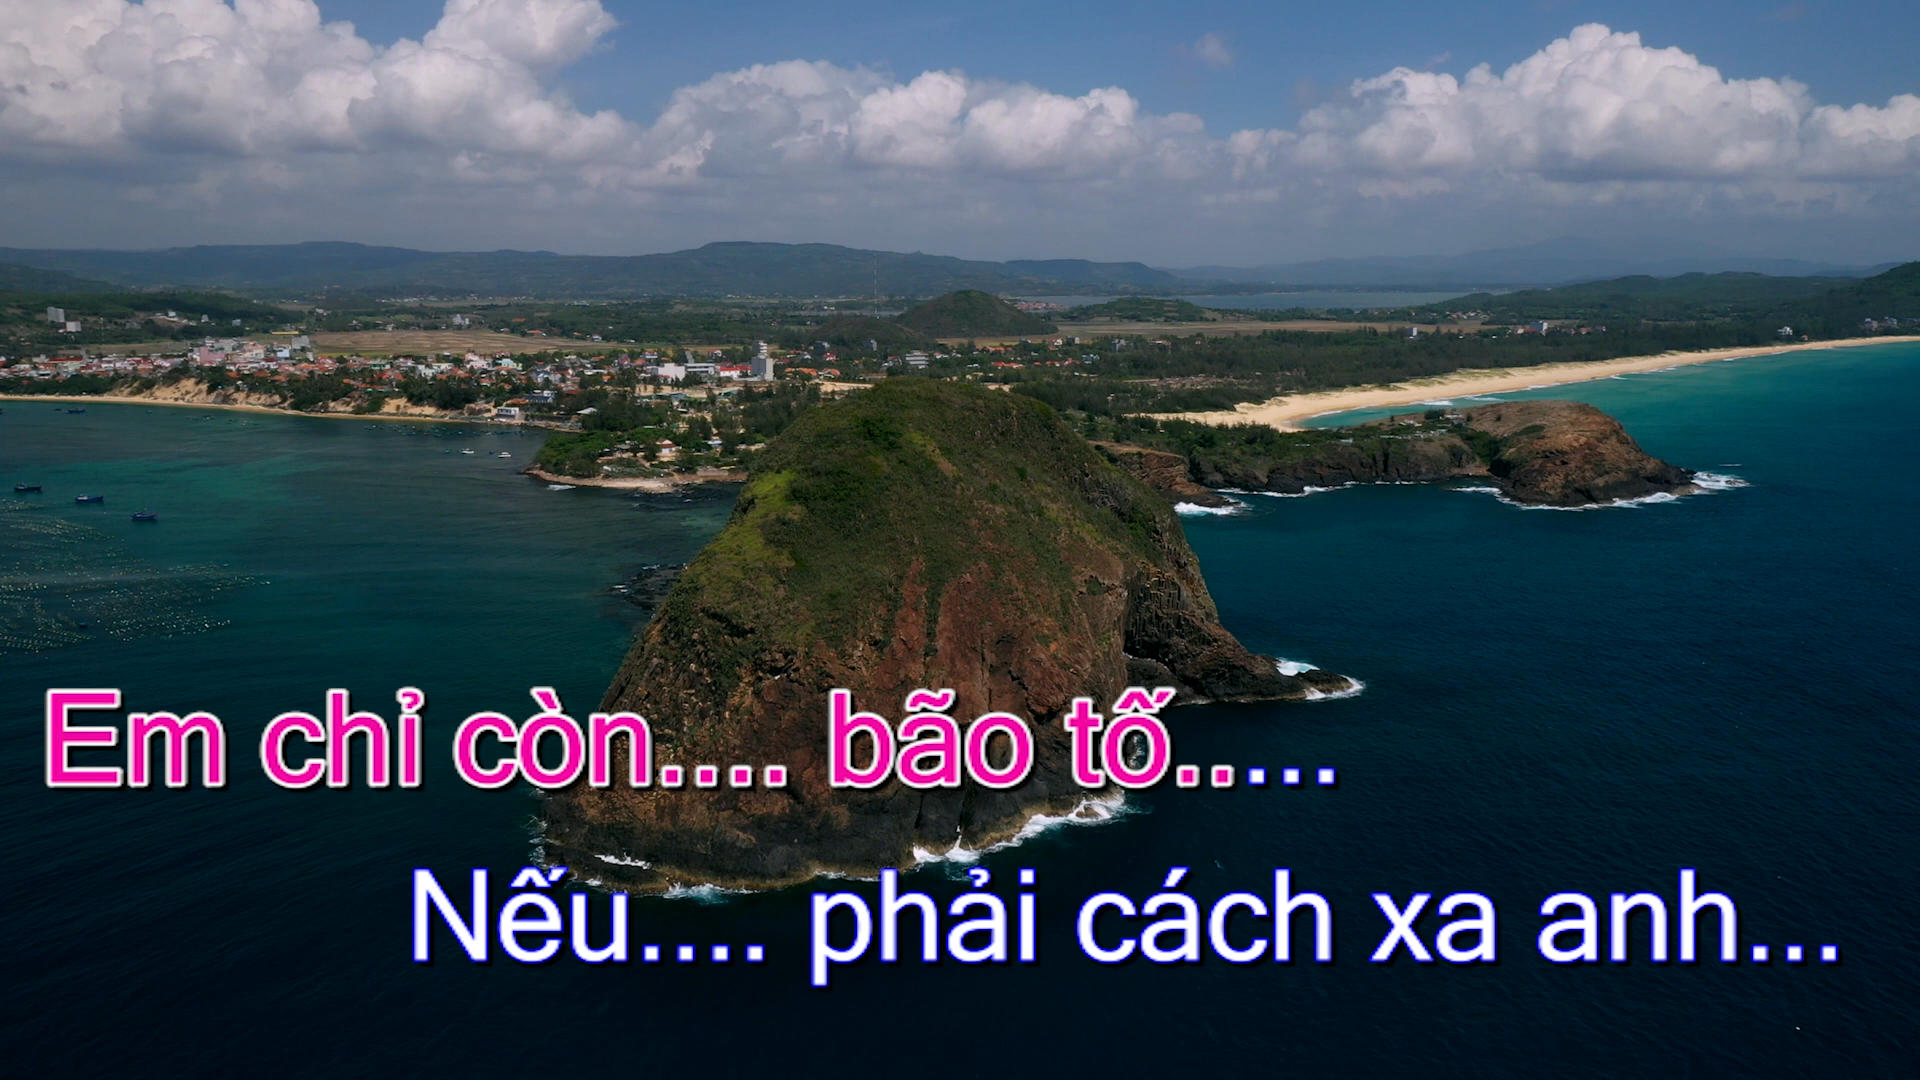 Em chỉ còn.... bão tố.....
Nếu.... phải cách xa anh...